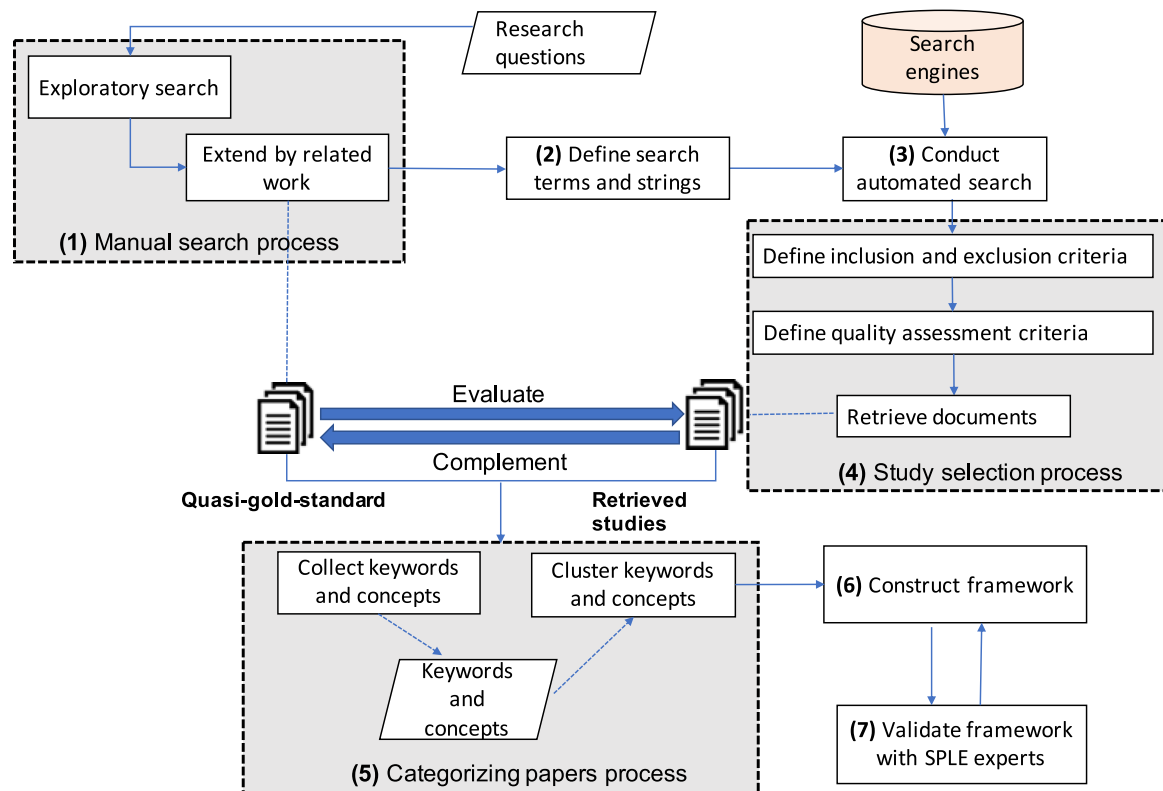 Research
questions
Search
engines
Exploratory search
Extend by related
work
(1) Manual search process
(2) Define search
terms and strings
(3) Conduct
automated search
Define inclusion and exclusion criteria
Define quality assessment criteria
Retrieve documents
(4) Study selection process
Evaluate
Complement
Quasi-gold-standard
Retrieved
studies
Collect keywords
and concepts
Cluster keywords
and concepts
Keywords
and
concepts
(5) Categorizing papers process
(6) Construct framework
(7) Validate framework
with SPLE experts